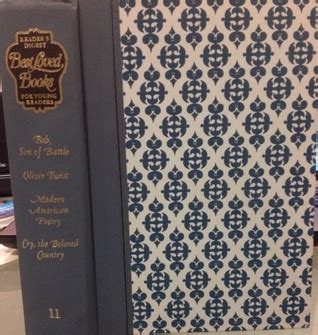 READER'S
DIGEST
Best Loved
Books
FOR YOUNG
READERS
Bob,
Son of Battle
Oliver Twist
Modern
American
Poetry
Cry, the Beloved
Country
11